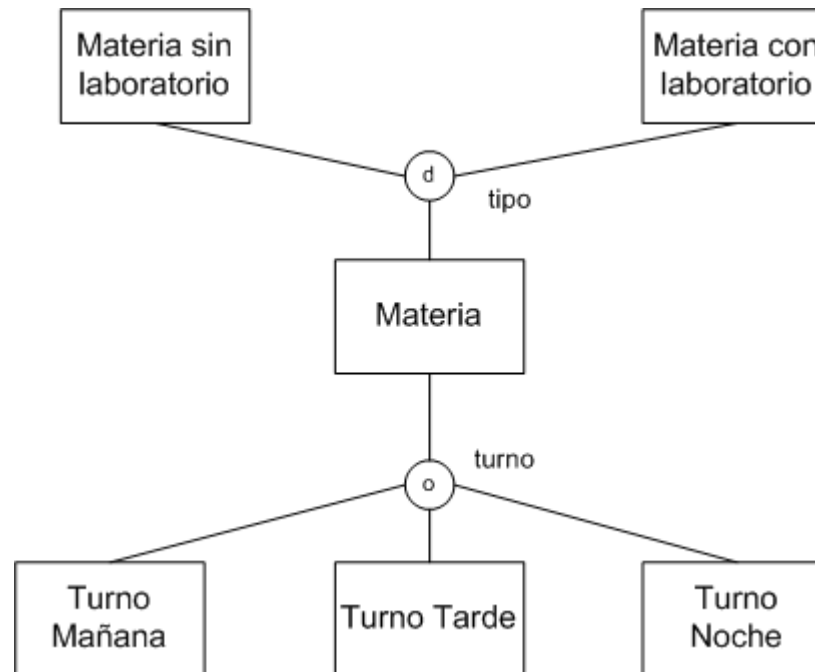 Materia sin
laboratorio
Materia con
laboratorio
d
tipo
Materia
turno
o
Turno
Mañana
Turno Tarde
Turno
Noche